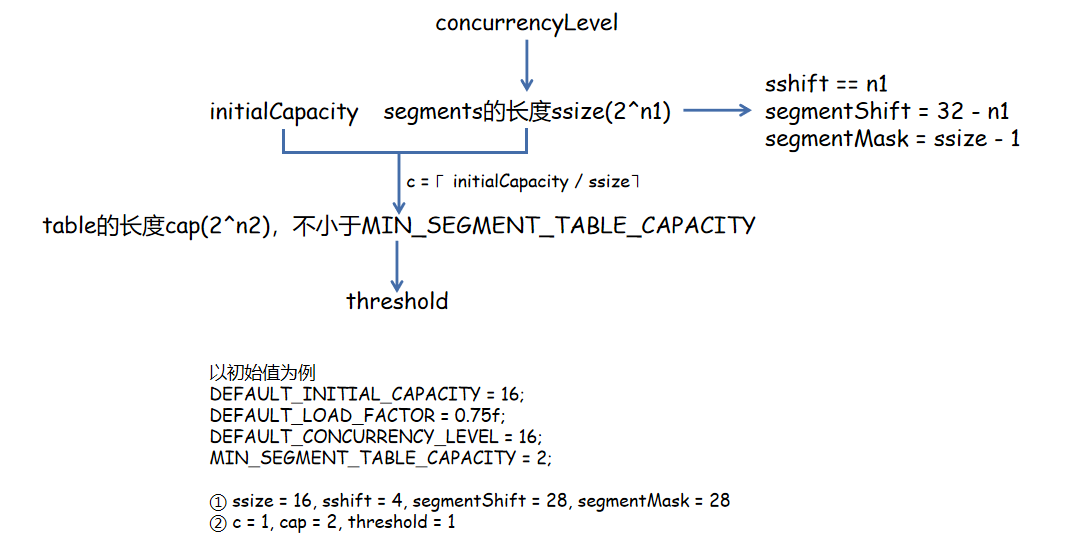 concurrencyLevel
initialCapacity
segments的长度ssize(2^n1)
sshift == n1
segmentShift = 32 - n1
segmentMask = ssize - 1
c =「 initialCapacity / ssize﹁
table的长度cap(2^n2)，不小于MIN_SEGMENT_TABLE_CAPACITY
threshold
以初始值为例
DEFAULT_INITIAL_CAPACITY = 16;
DEFAULT_LOAD_FACTOR = 0.75f;
DEFAULT_CONCURRENCY_LEVEL = 16;
MIN_SEGMENT_TABLE_CAPACITY = 2;
① ssize = 16, sshift = 4, segmentShift = 28, segmentMask = 28
② c = 1, cap = 2, threshold = 1